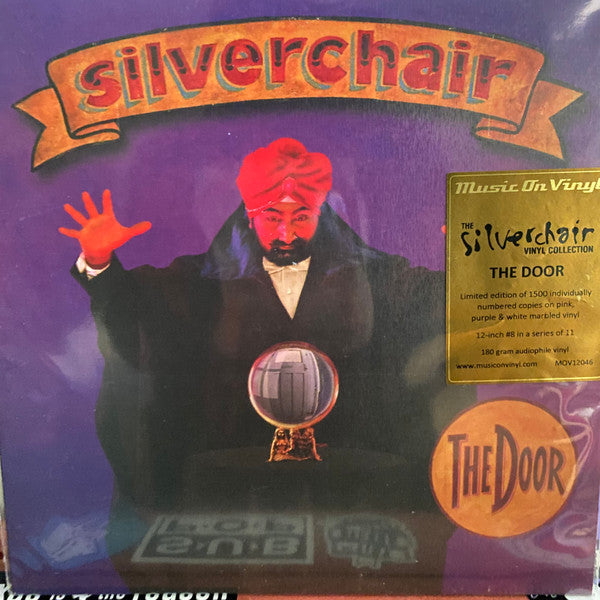 silverchair
Music On Vinyl
THE
silverchair
VINYL COLLECTION
THE DOOR
Limited edition of 1500 individually
numbered copies on pink,
purple & white marbled vinyl
12-inch #8 in a series of 11
180 gram audiophile vinyl
www.musiconvinyl.com MOV12046
THE DOOR